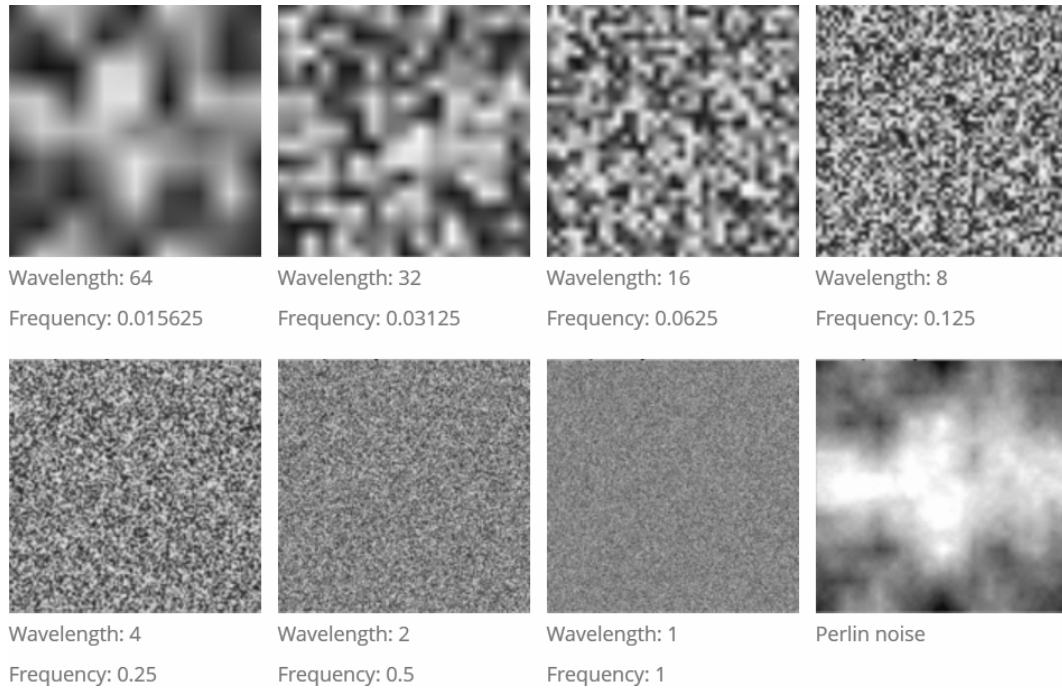 Wavelength: 64
Frequency: 0.015625
Wavelength: 32
Frequency: 0.03125
Wavelength: 16
Frequency: 0.0625
Wavelength: 8
Frequency: 0.125
Wavelength: 4
Frequency: 0.25
Wavelength: 2
Frequency: 0.5
Wavelength: 1
Frequency: 1
Perlin noise